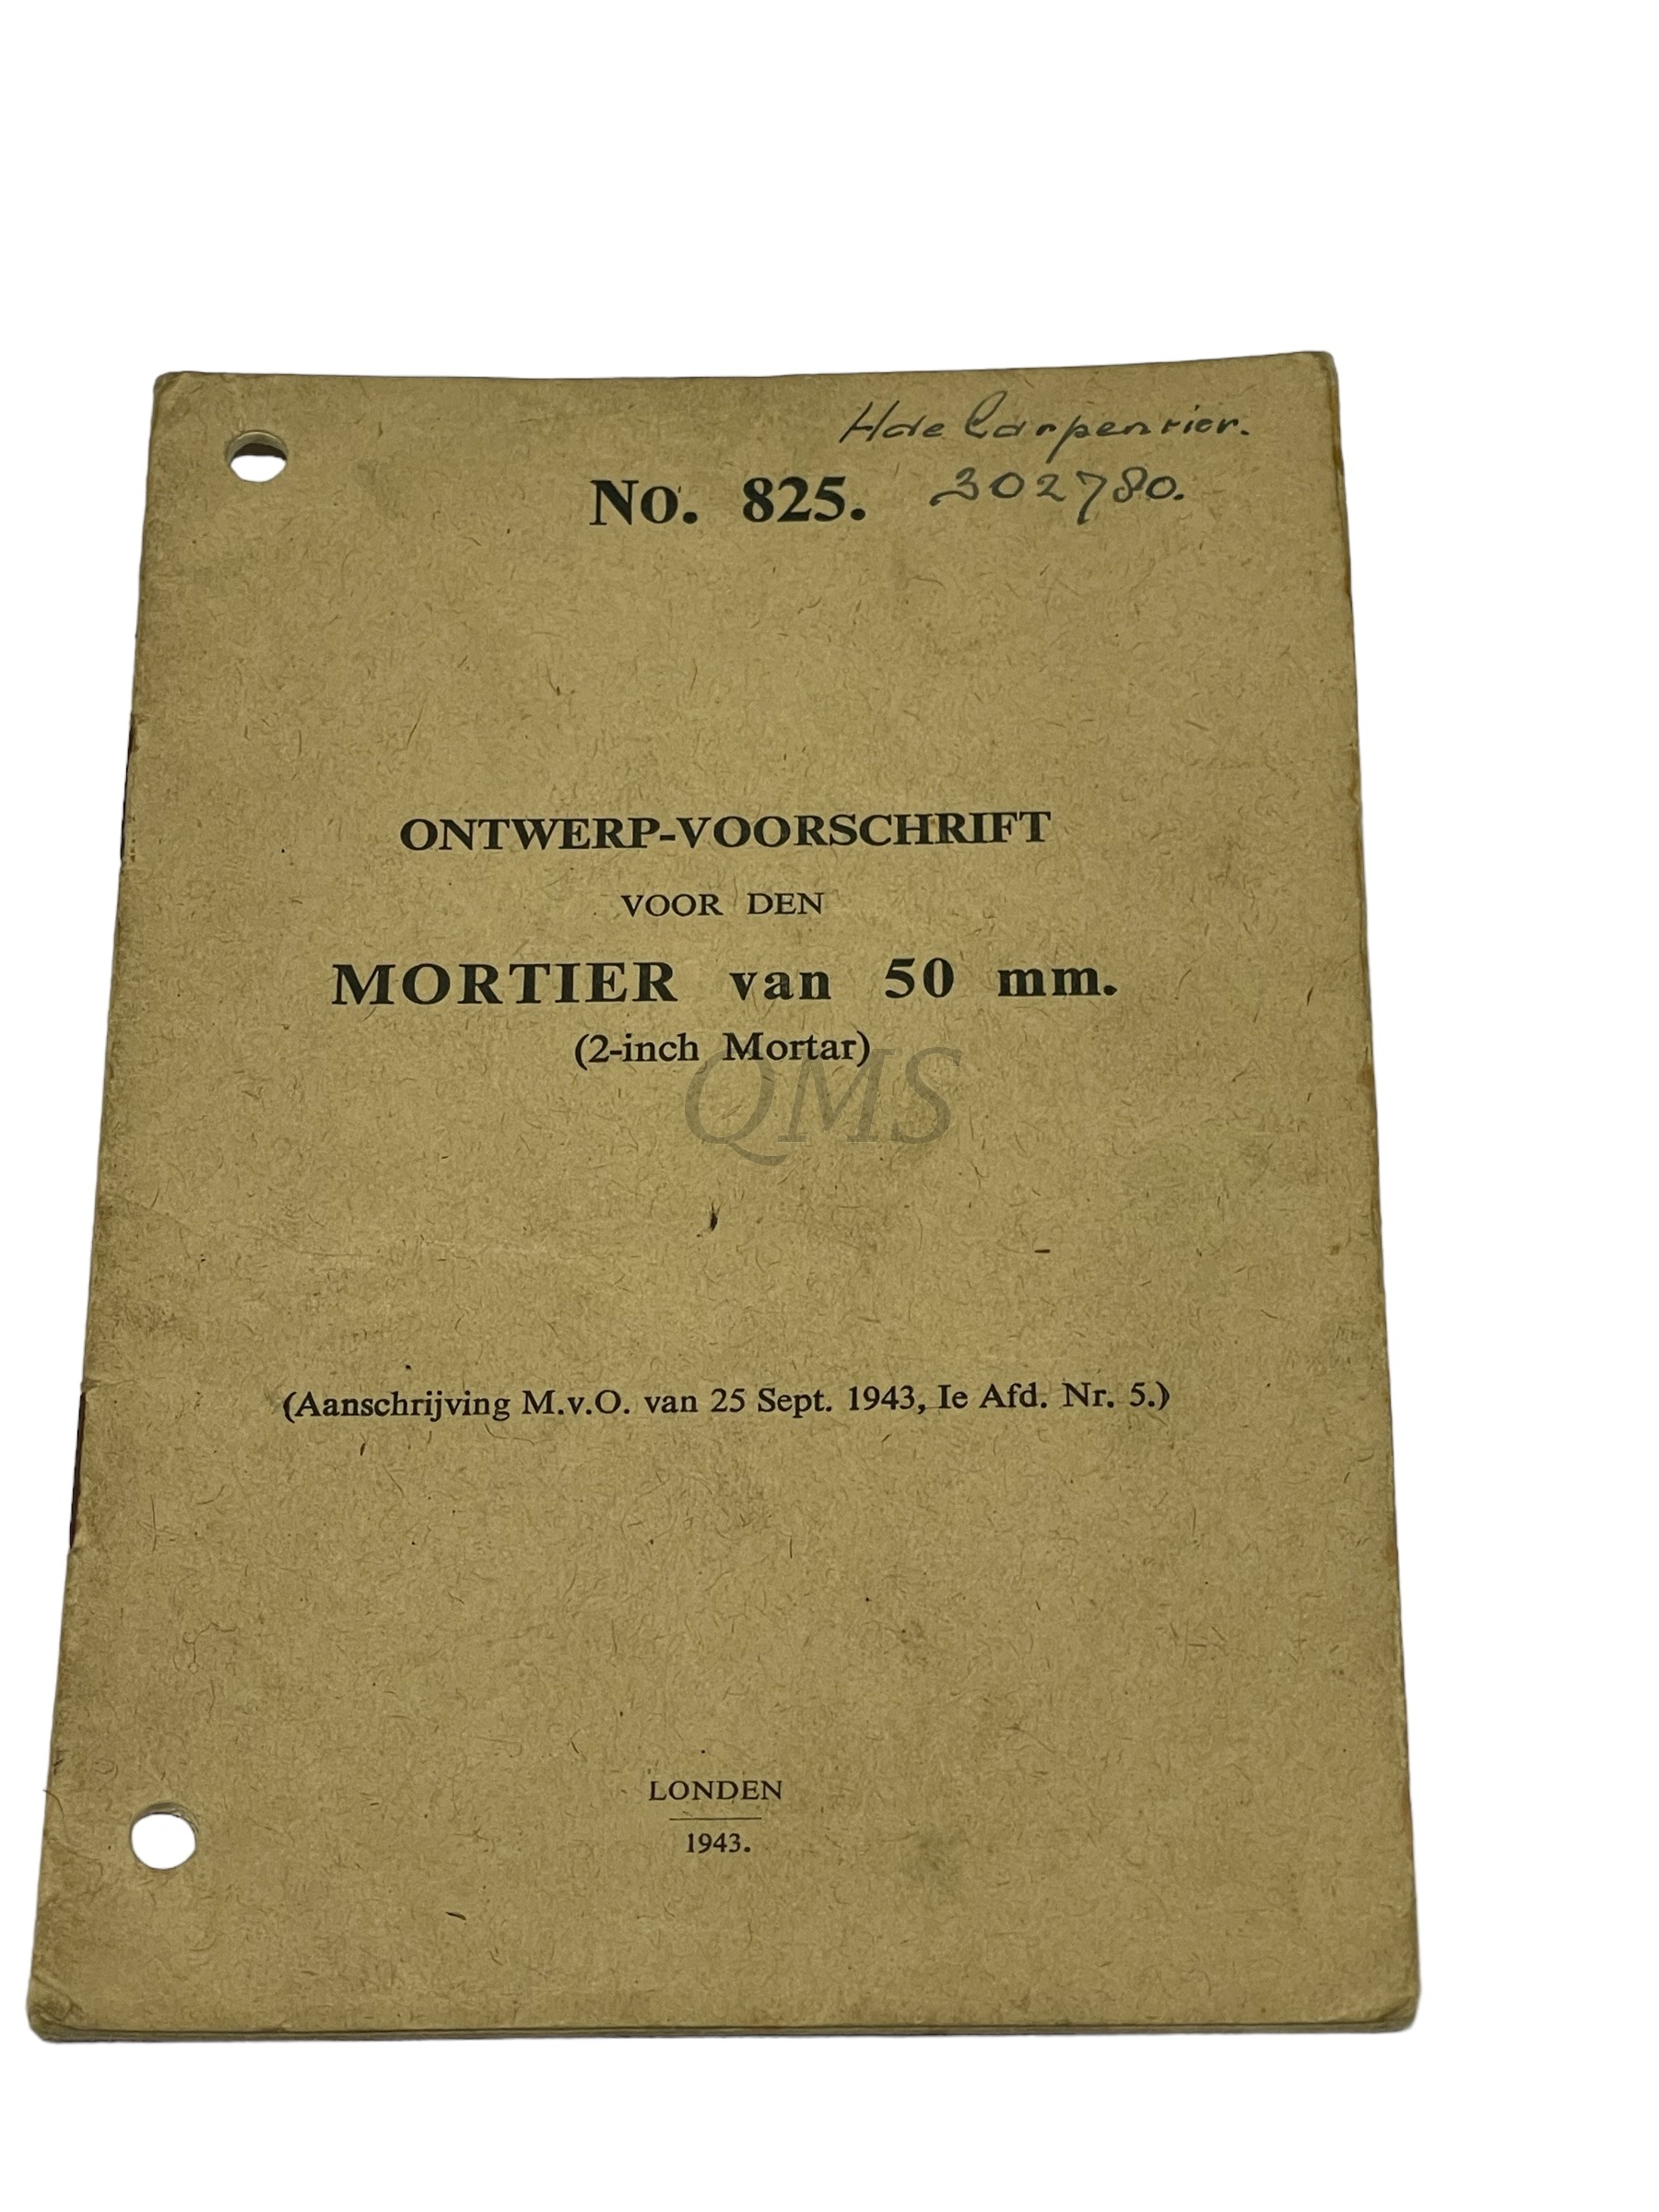 H de Carpentier.
No. 825. 302780.
ONTWERP-VOORSCHRIFT
VOOR DEN
MORTIER van 50 mm.
(2-inch Mortar)
QMS
(Aanschrijving M.v.O. van 25 Sept. 1943, Ie Afd. Nr. 5.)
LONDEN
1943.